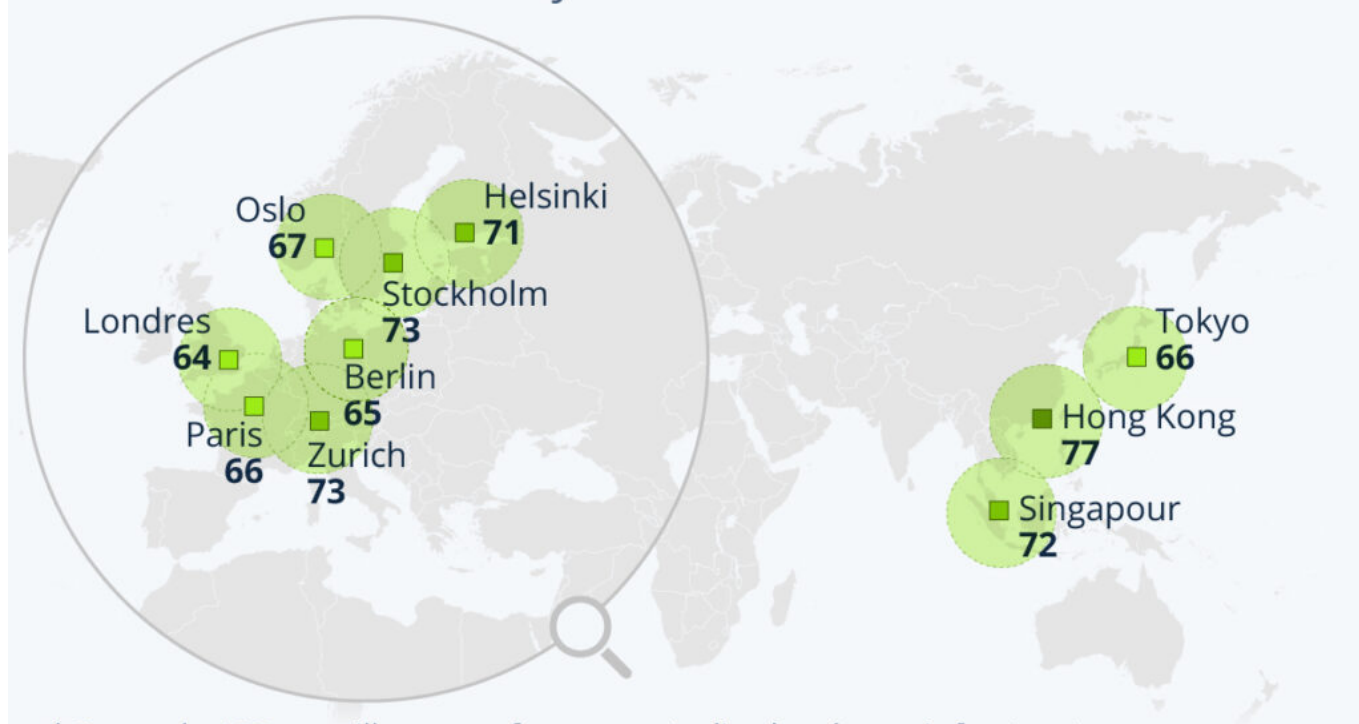 Oslo
67
Helsinki
71
Stockholm
73
Londres
64
Berlin
65
Paris
66
Zurich
73
Tokyo
66
Hong Kong
77
Singapour
72